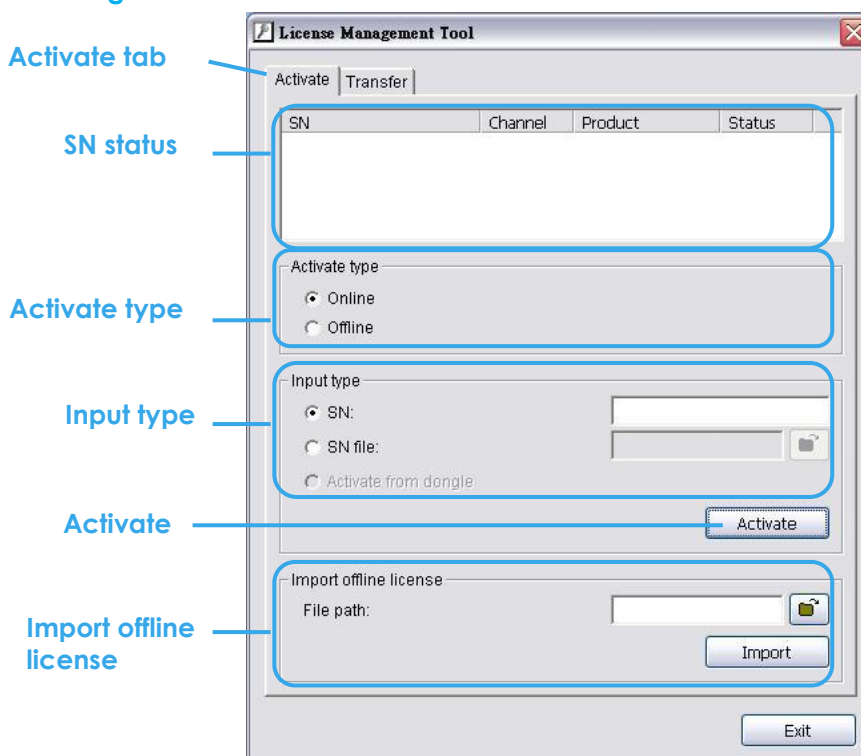 License Management Tool
Activate tab
Activate Transfer
SN Channel Product Status
SN status
Activate type
Online
Activate type
Offline
Input type
SN:
Input type
SN file:
Activate from dongle
Activate
Activate
Import offline license
File path:
Import offline
license
Import
Exit